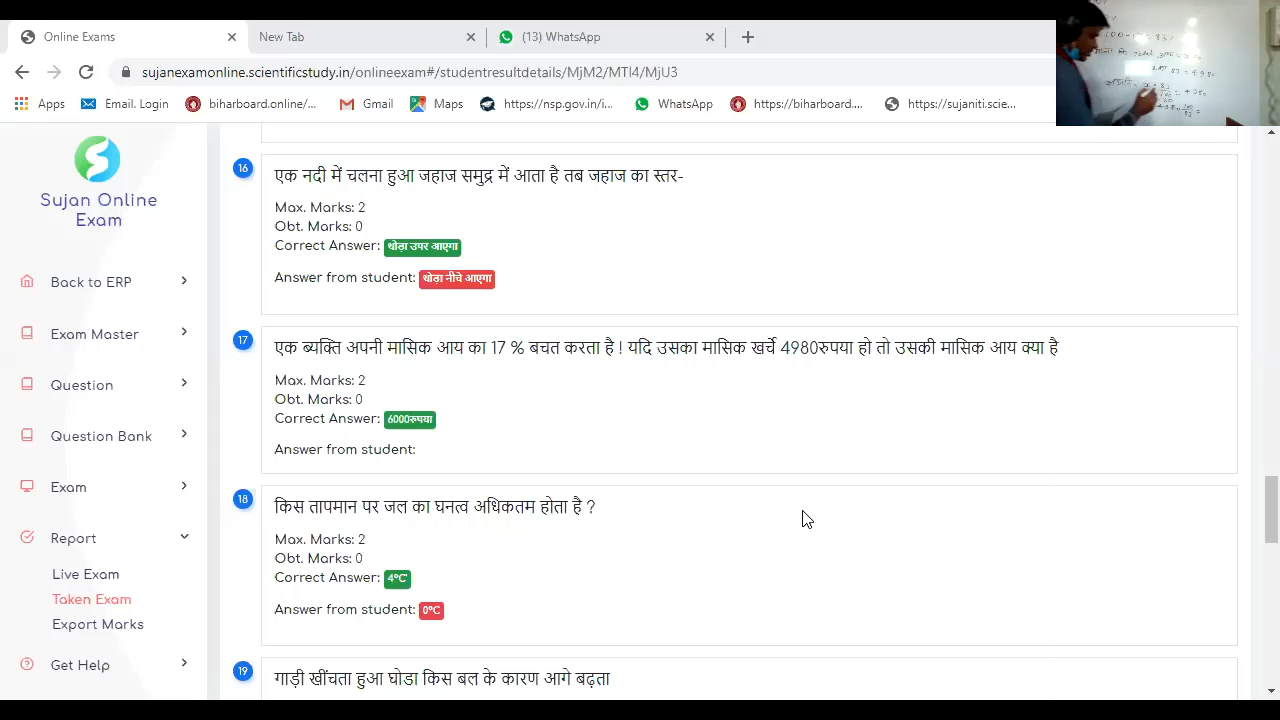 Online Exams
New Tab
(13) WhatsApp
sujanexamonline.scientificstudy.in/onlineexam#/studentresultdetails/MjM2/MTI4/MjU3
Apps
Email. Login
biharboard.online/...
Gmail
Maps
https://nsp.gov.in/i...
WhatsApp
https://biharboard....
https://sujaniti.scie...
Sujan Online
Exam
Back to ERP
Exam Master
Question
Question Bank
Exam
Report
Live Exam
Taken Exam
Export Marks
Get Help
16
एक नदी में चलना हुआ जहाज समुद्र में आता है तब जहाज का स्तर-
Max. Marks: 2
Obt. Marks: 0
Correct Answer: थोड़ा उपर आएगा
Answer from student: थोड़ा नीचे आएगा
17
एक ब्यक्ति अपनी मासिक आय का 17 % बचत करता है ! यदि उसका मासिक खर्चे 4980रुपया हो तो उसकी मासिक आय क्या है
Max. Marks: 2
Obt. Marks: 0
Correct Answer: 6000रुपया
Answer from student:
18
किस तापमान पर जल का घनत्व अधिकतम होता है ?
Max. Marks: 2
Obt. Marks: 0
Correct Answer: 4°C
Answer from student: 0°C
19
गाड़ी खींचता हुआ घोडा किस बल के कारण आगे बढ़ता